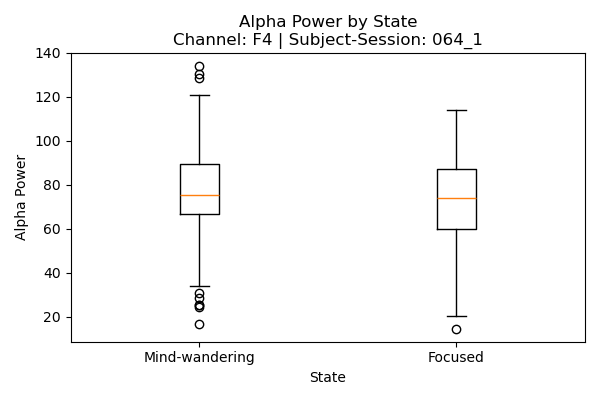 Alpha Power by State
Channel: F4 | Subject-Session: 064_1
140
120
100
80
60
40
20
Alpha Power
Mind-wandering
Focused
State